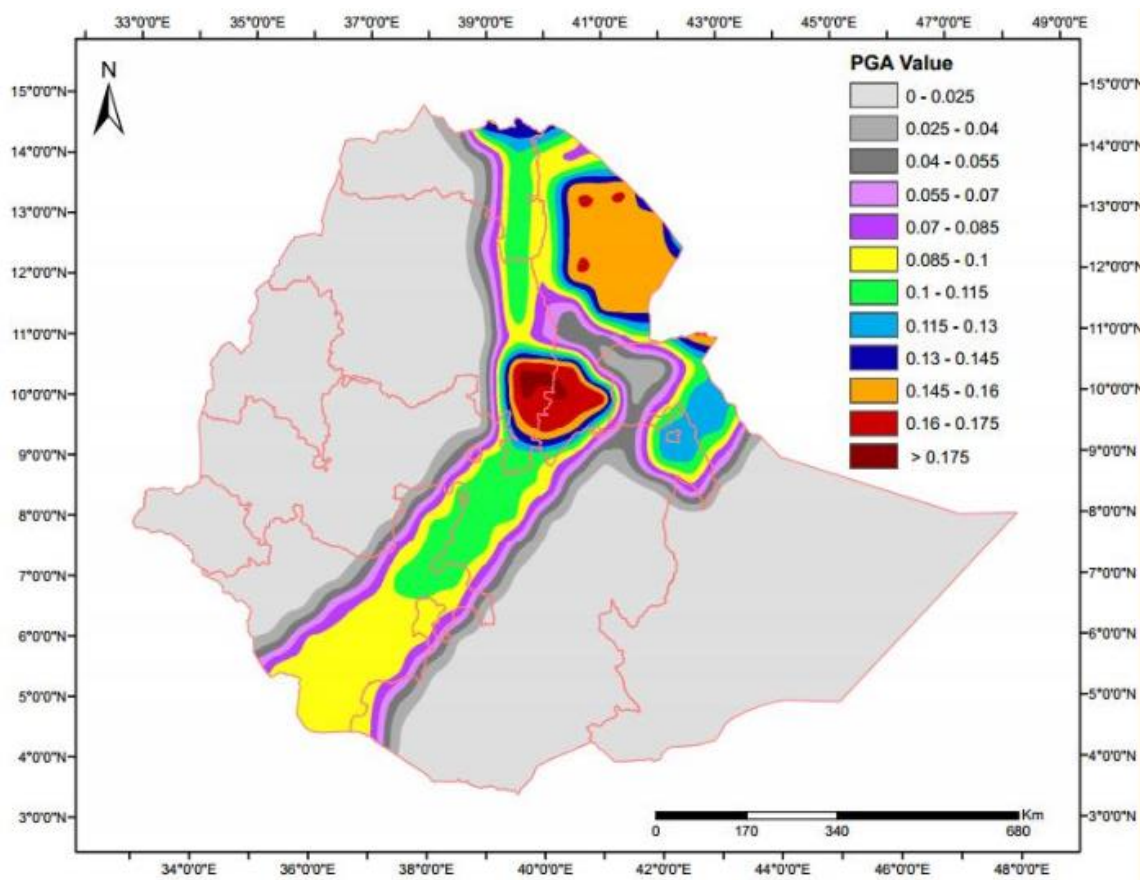 33°0'0"E 35°0'0"E 37°0'0"E 39°0'0"E 41°0'0"E 43°0'0"E 45°0'0"E 47°0'0"E 49°0'0"E
N
PGA Value
0 - 0.025
0.025 - 0.04
0.04 - 0.055
0.055 - 0.07
0.07 - 0.085
0.085 - 0.1
0.1 - 0.115
0.115 - 0.13
0.13 - 0.145
0.145 - 0.16
0.16 - 0.175
> 0.175
15°0'0"N 15°0'0"N
14°0'0"N 14°0'0"N
13°0'0"N 13°0'0"N
12°0'0"N 12°0'0"N
11°0'0"N 11°0'0"N
10°0'0"N 10°0'0"N
9°0'0"N 9°0'0"N
8°0'0"N 8°0'0"N
7°0'0"N 7°0'0"N
6°0'0"N 6°0'0"N
5°0'0"N 5°0'0"N
4°0'0"N 4°0'0"N
3°0'0"N 3°0'0"N
Km
0 170 340 680
34°0'0"E 36°0'0"E 38°0'0"E 40°0'0"E 42°0'0"E 44°0'0"E 46°0'0"E 48°0'0"E